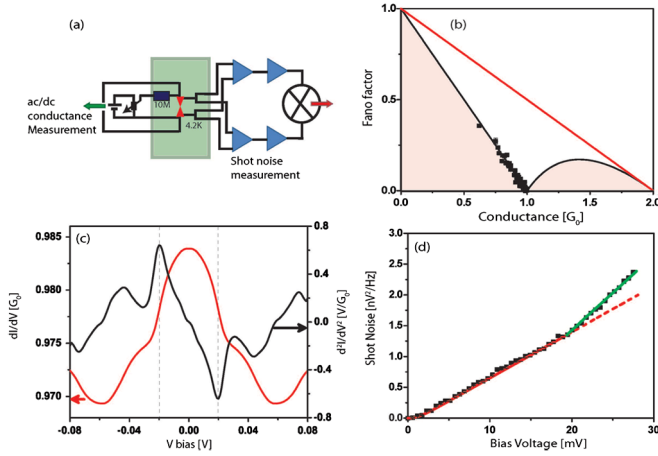 (a)
ac/dc
conductance
Measurement
10M
4.2K
Shot noise
measurement
(b)
Fano factor
1.0
0.5
0.0
0.0 0.5 1.0 1.5 2.0
Conductance [G₀]
(c)
dI/dV [G₀]
0.985
0.980
0.975
0.970
-0.08 -0.04 0.00 0.04 0.08
V bias [V]
0.8
0.4
0.0
-0.4
-0.8
d²I/dV² [V/G₀]
(d)
Shot Noise [nV²/Hz]
3.0
2.5
2.0
1.5
1.0
0.5
0.0
0 10 20 30
Bias Voltage [mV]